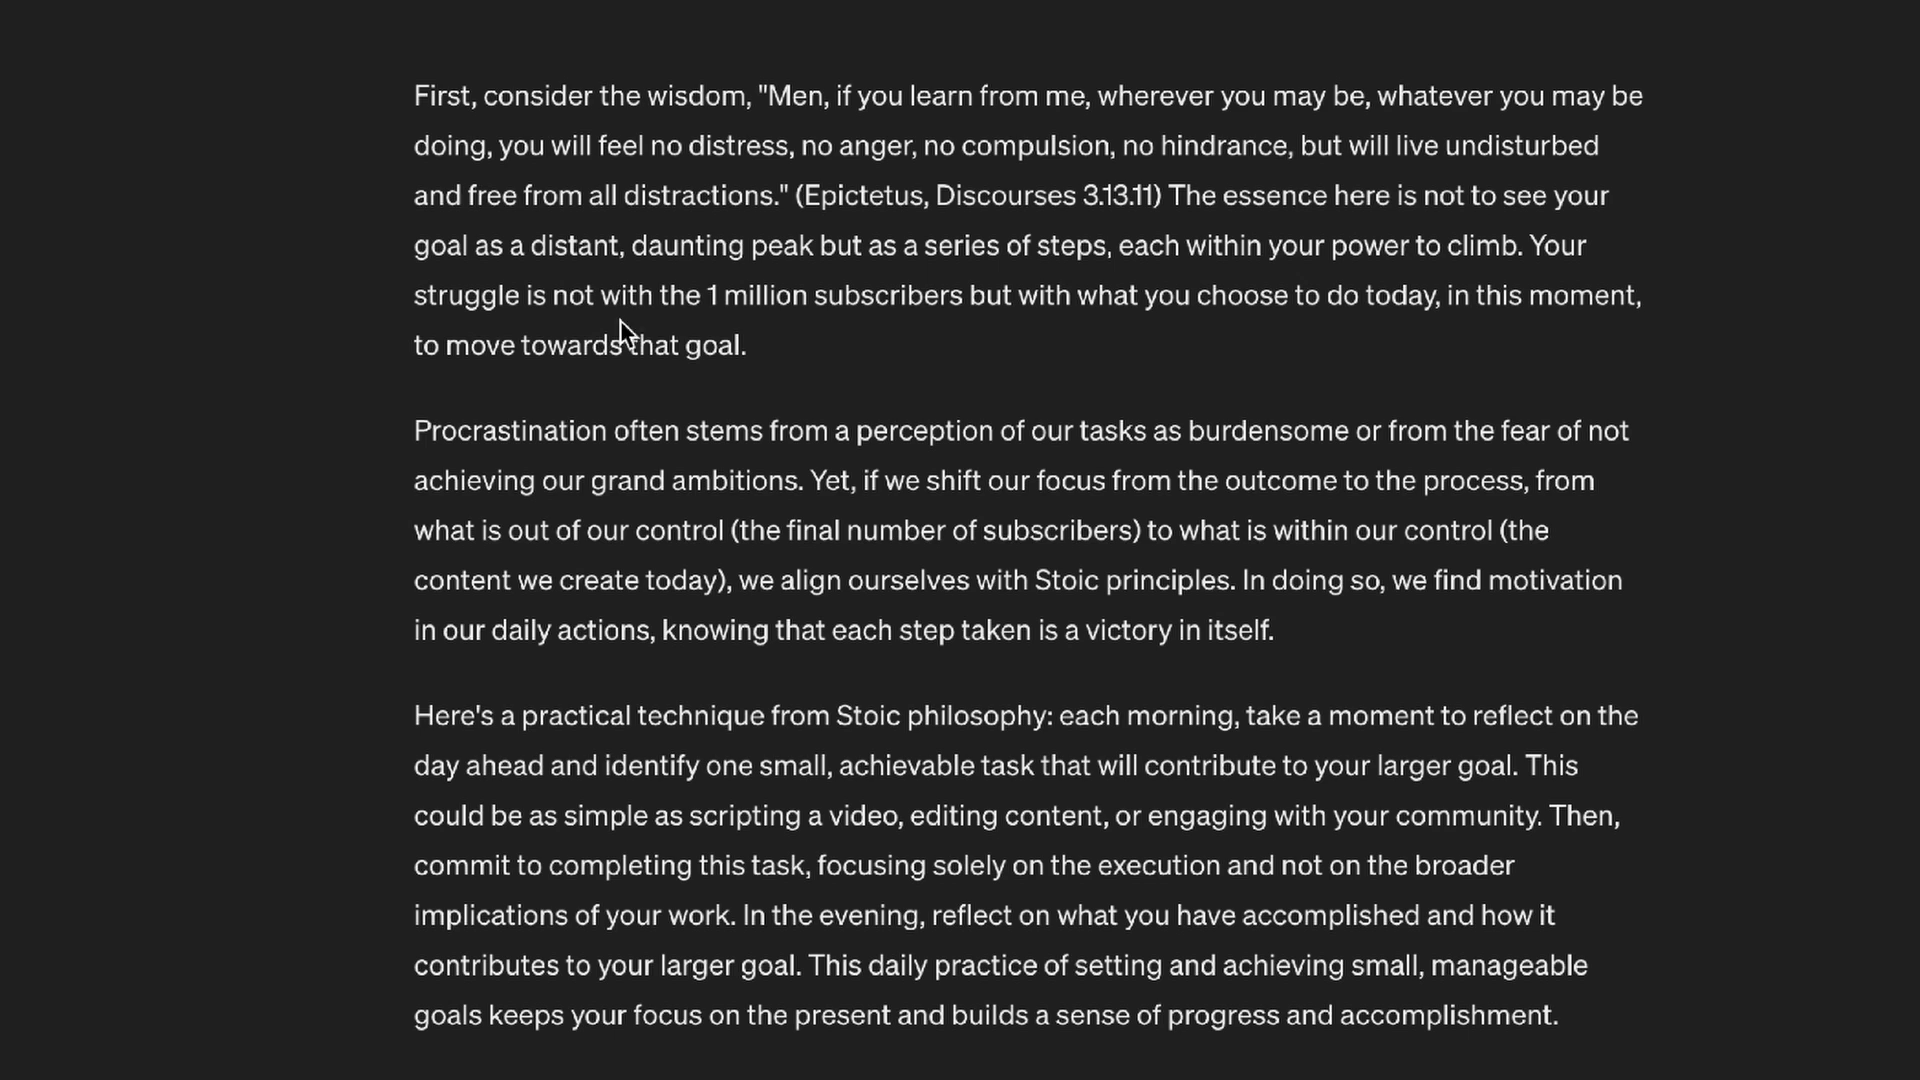 First, consider the wisdom, "Men, if you learn from me, wherever you may be, whatever you may be
doing, you will feel no distress, no anger, no compulsion, no hindrance, but will live undisturbed
and free from all distractions." (Epictetus, Discourses 3.13.11) The essence here is not to see your
goal as a distant, daunting peak but as a series of steps, each within your power to climb. Your
struggle is not with the 1 million subscribers but with what you choose to do today, in this moment,
to move towards that goal.
Procrastination often stems from a perception of our tasks as burdensome or from the fear of not
achieving our grand ambitions. Yet, if we shift our focus from the outcome to the process, from
what is out of our control (the final number of subscribers) to what is within our control (the
content we create today), we align ourselves with Stoic principles. In doing so, we find motivation
in our daily actions, knowing that each step taken is a victory in itself.
Here's a practical technique from Stoic philosophy: each morning, take a moment to reflect on the
day ahead and identify one small, achievable task that will contribute to your larger goal. This
could be as simple as scripting a video, editing content, or engaging with your community. Then,
commit to completing this task, focusing solely on the execution and not on the broader
implications of your work. In the evening, reflect on what you have accomplished and how it
contributes to your larger goal. This daily practice of setting and achieving small, manageable
goals keeps your focus on the present and builds a sense of progress and accomplishment.